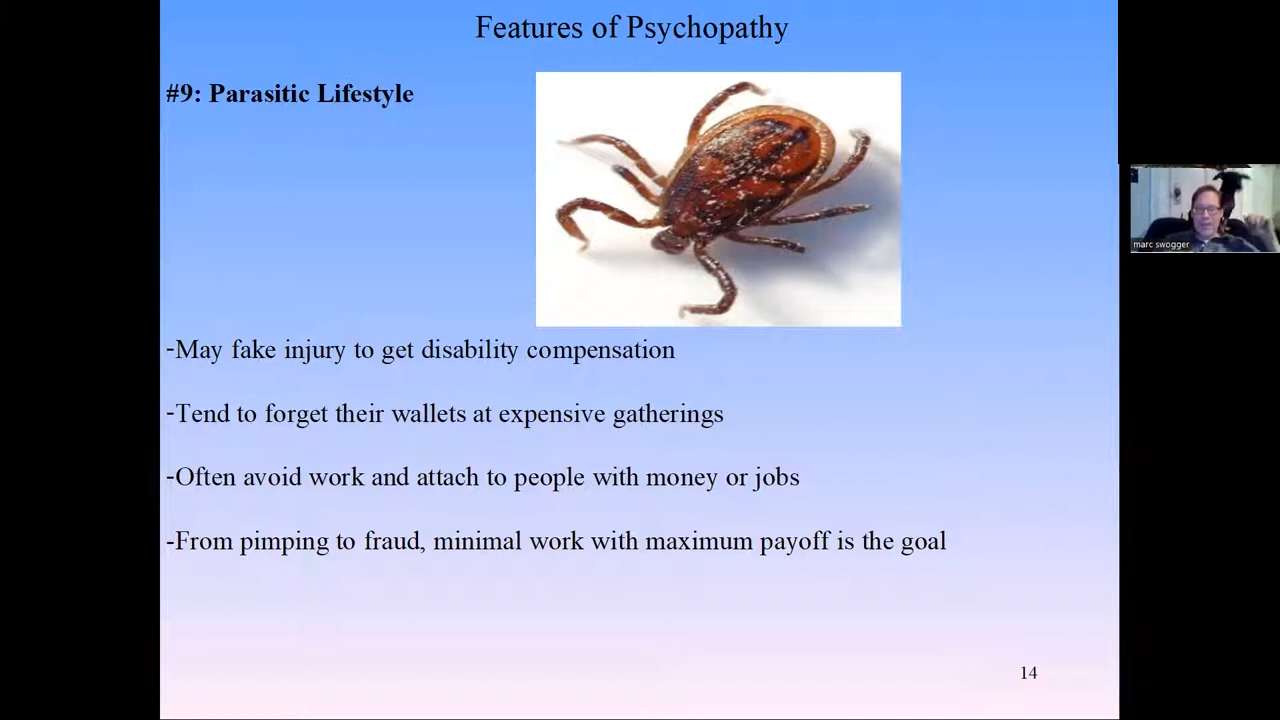 Features of Psychopathy
#9: Parasitic Lifestyle
marc swogger
-May fake injury to get disability compensation
-Tend to forget their wallets at expensive gatherings
-Often avoid work and attach to people with money or jobs
-From pimping to fraud, minimal work with maximum payoff is the goal
14